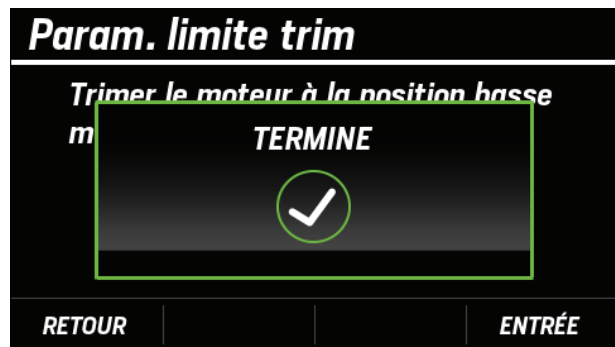 Param. limite trim
Trimer le moteur à la position basse
m
TERMINE
RETOUR
ENTRÉE